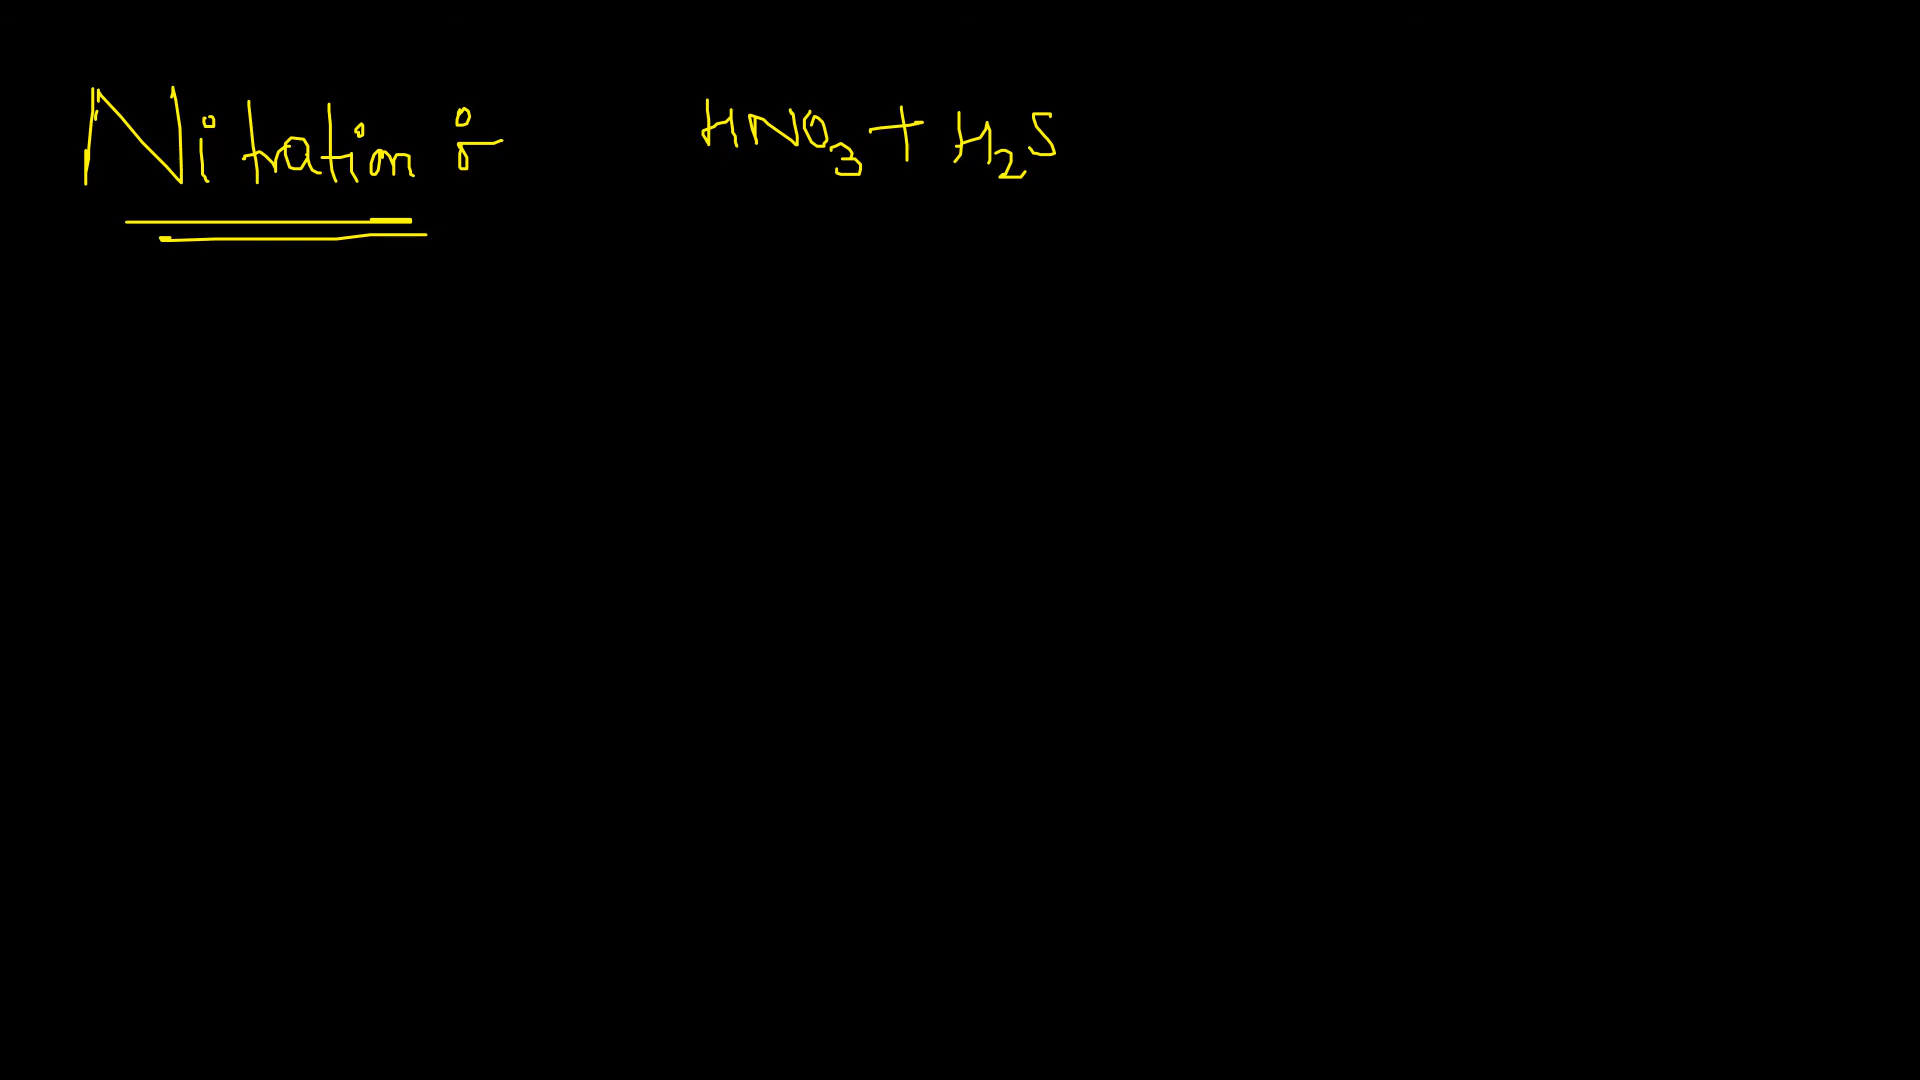 Nitration :- HNO₃ + H₂S